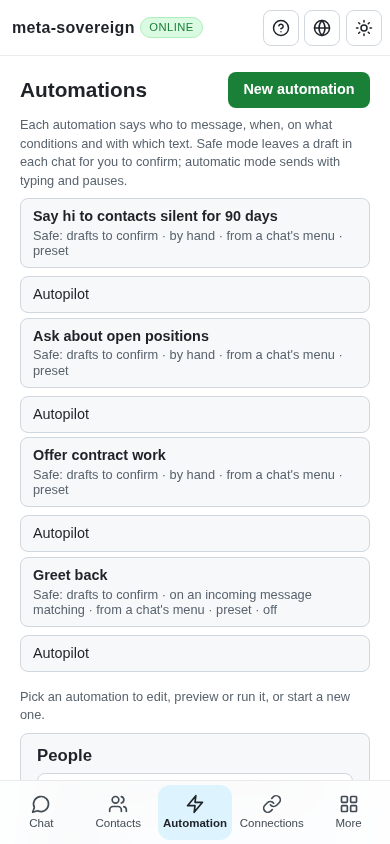 meta-sovereign ONLINE
Automations
New automation
Each automation says who to message, when, on what
conditions and with which text. Safe mode leaves a draft in
each chat for you to confirm; automatic mode sends with
typing and pauses.
Say hi to contacts silent for 90 days
Safe: drafts to confirm · by hand · from a chat's menu ·
preset
Autopilot
Ask about open positions
Safe: drafts to confirm · by hand · from a chat's menu ·
preset
Autopilot
Offer contract work
Safe: drafts to confirm · by hand · from a chat's menu ·
preset
Autopilot
Greet back
Safe: drafts to confirm · on an incoming message
matching · from a chat's menu · preset · off
Autopilot
Pick an automation to edit, preview or run it, or start a new
one.
People
Chat
Contacts
Automation
Connections
More